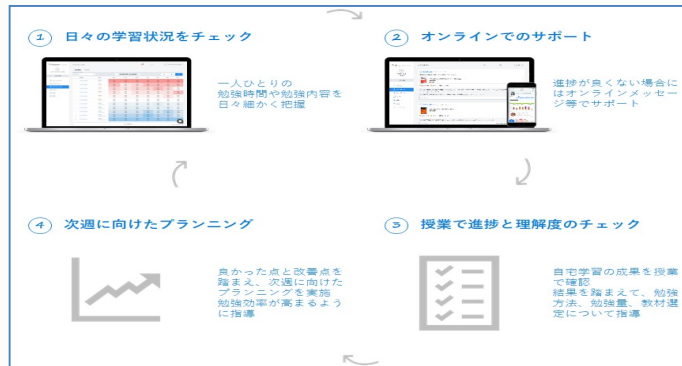 ① 日々の学習状況をチェック
一人ひとりの
勉強時間や勉強内容を
日々細かく把握
② オンラインでのサポート
進捗が良くない場合に
はオンラインメッセー
ジ等でサポート
④ 次週に向けたプランニング
良かった点と改善点を
踏まえ、次週に向けた
プランニングを実施
勉強効率が高まるよう
に指導
③ 授業で進捗と理解度のチェック
自宅学習の成果を授業
で確認
結果を踏まえて、勉強
方法、勉強量、教材選
定について指導